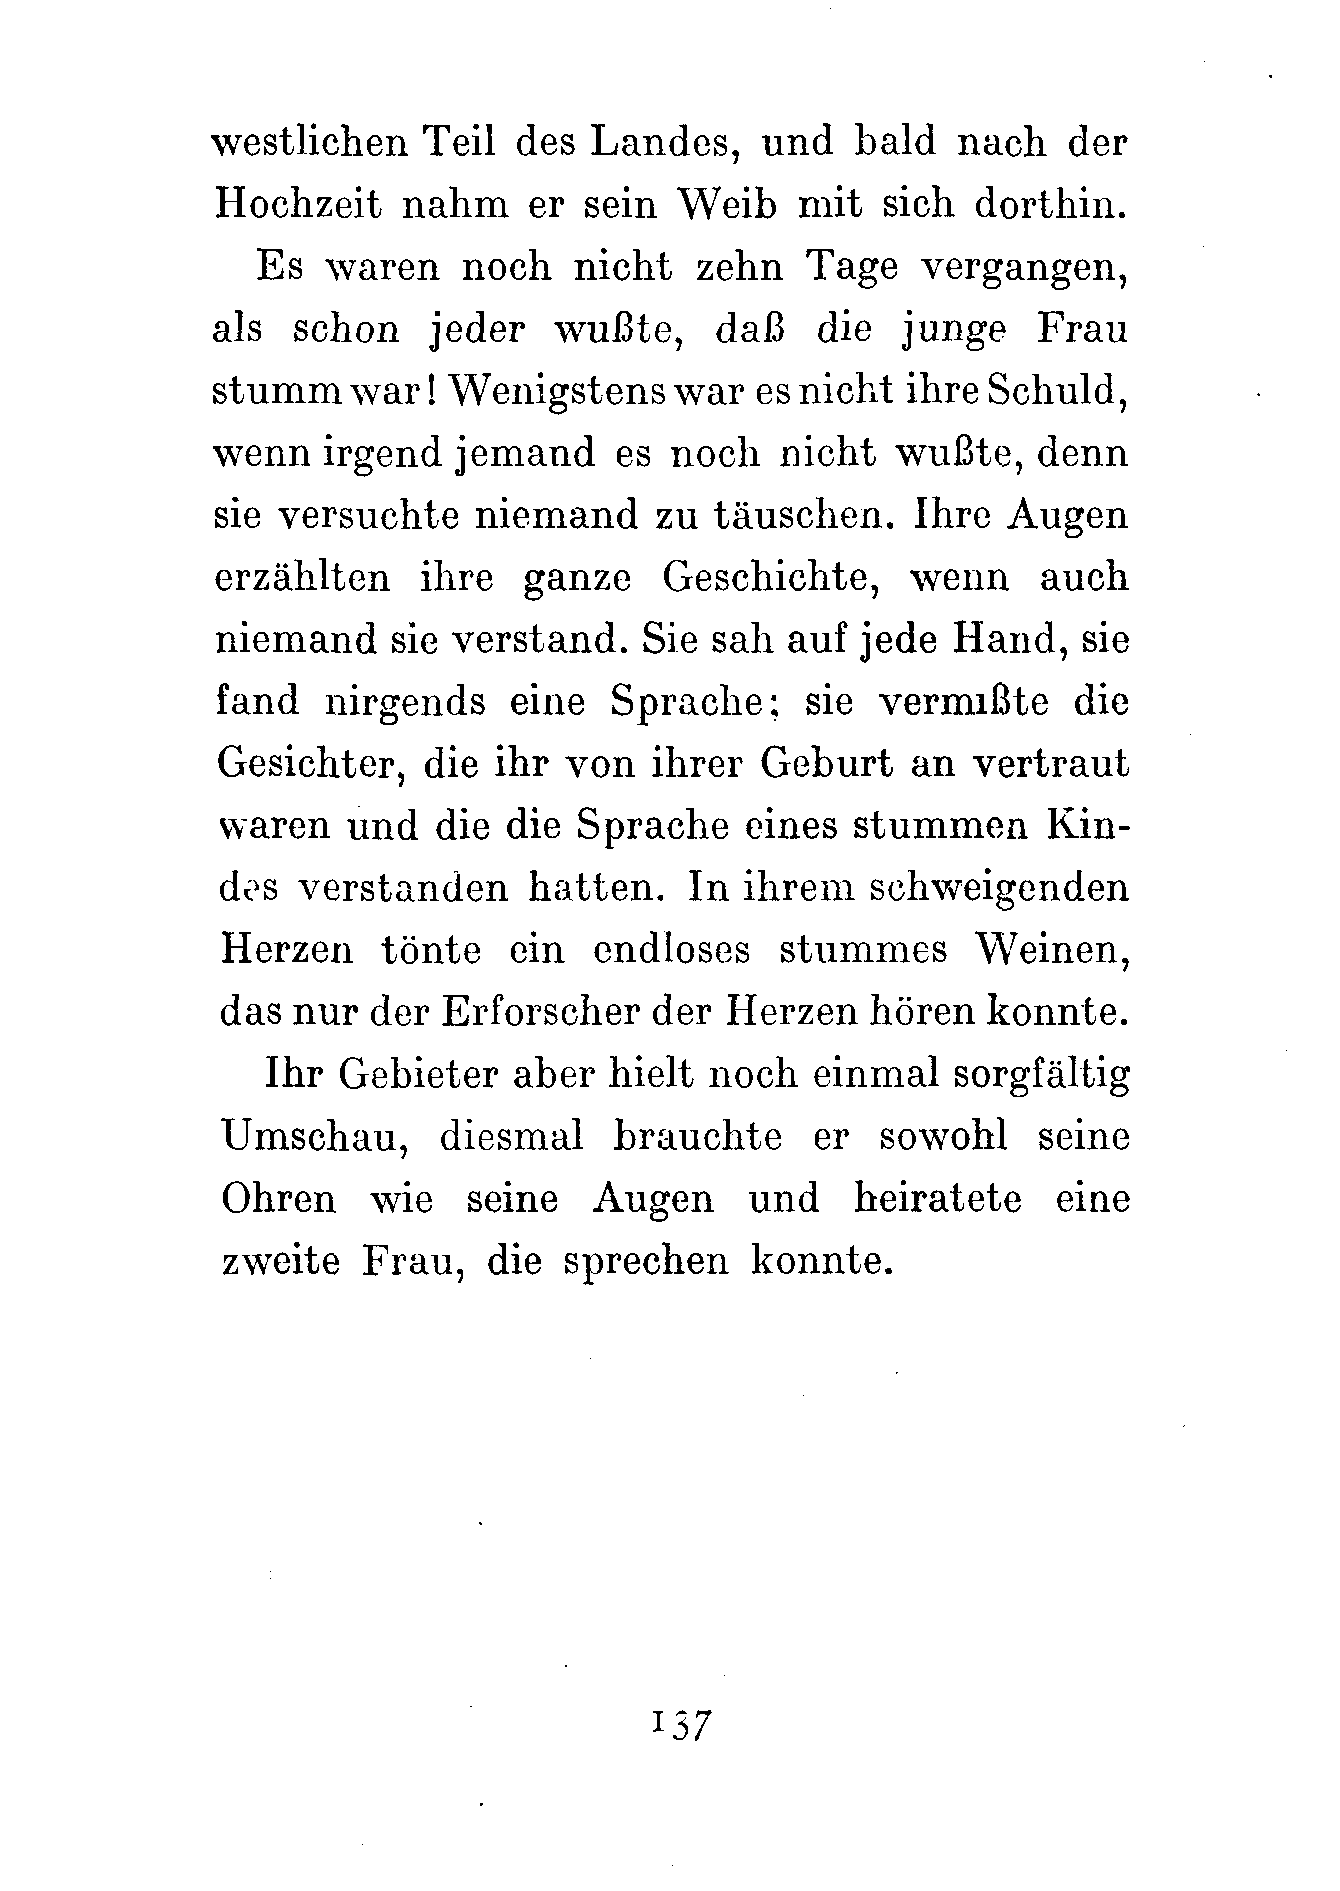 westlichen Teil des Landes, und bald nach der
Hochzeit nahm er sein Weib mit sich dorthin.
Es waren noch nicht zehn Tage vergangen,
als schon jeder wußte, daß die junge Frau
stumm war! Wenigstens war es nicht ihre Schuld,
wenn irgend jemand es noch nicht wußte, denn
sie versuchte niemand zu täuschen. Ihre Augen
erzählten ihre ganze Geschichte, wenn auch
niemand sie verstand. Sie sah auf jede Hand, sie
fand nirgends eine Sprache; sie vermißte die
Gesichter, die ihr von ihrer Geburt an vertraut
waren und die die Sprache eines stummen Kin-
des verstanden hatten. In ihrem schweigenden
Herzen tönte ein endloses stummes Weinen,
das nur der Erforscher der Herzen hören konnte.
Ihr Gebieter aber hielt noch einmal sorgfältig
Umschau, diesmal brauchte er sowohl seine
Ohren wie seine Augen und heiratete eine
zweite Frau, die sprechen konnte.
137